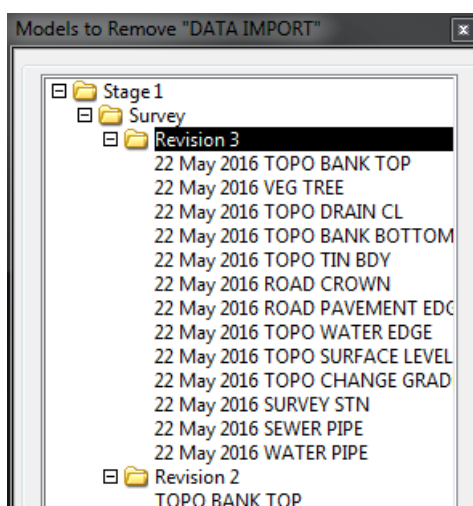 Models to Remove "DATA IMPORT"
Stage 1
Survey
Revision 3
22 May 2016 TOPO BANK TOP
22 May 2016 VEG TREE
22 May 2016 TOPO DRAIN CL
22 May 2016 TOPO BANK BOTTOM
22 May 2016 TOPO TIN BDY
22 May 2016 ROAD CROWN
22 May 2016 ROAD PAVEMENT EDG
22 May 2016 TOPO WATER EDGE
22 May 2016 TOPO SURFACE LEVEL
22 May 2016 TOPO CHANGE GRAD
22 May 2016 SURVEY STN
22 May 2016 SEWER PIPE
22 May 2016 WATER PIPE
Revision 2
TOPO BANK TOP